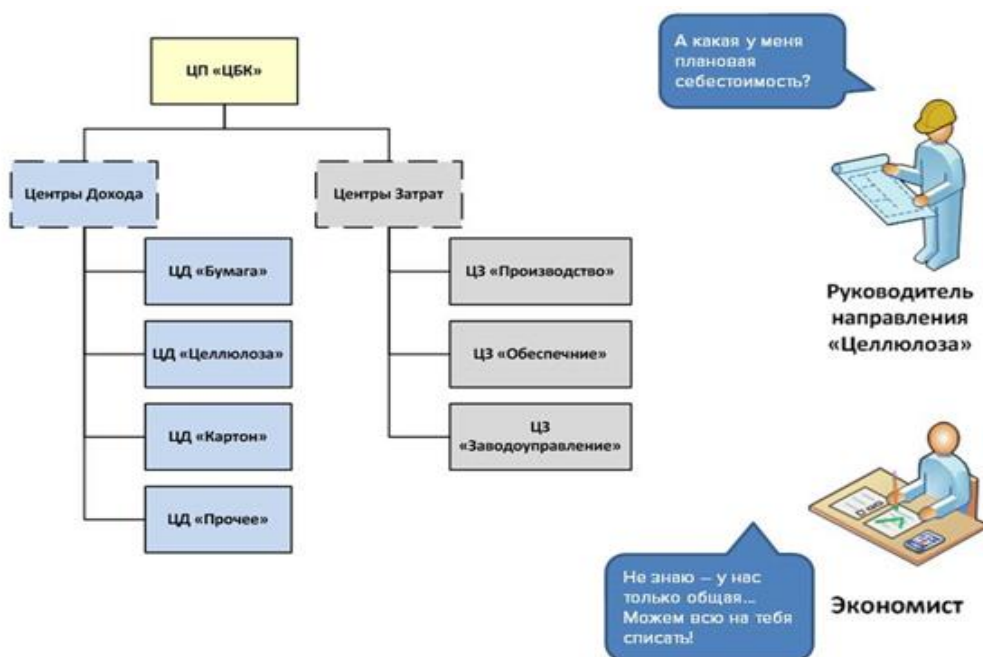 ЦП «ЦБК»
Центры Дохода
Центры Затрат
ЦД «Бумага»
ЦД «Целлюлоза»
ЦД «Картон»
ЦД «Прочее»
ЦЗ «Производство»
ЦЗ «Обеспечние»
ЦЗ
«Заводоуправление»
А какая у меня
плановая
себестоимость?
Руководитель
направления
«Целлюлоза»
Не знаю – у нас
только общая...
Можем всю на тебя
списать!
Экономист